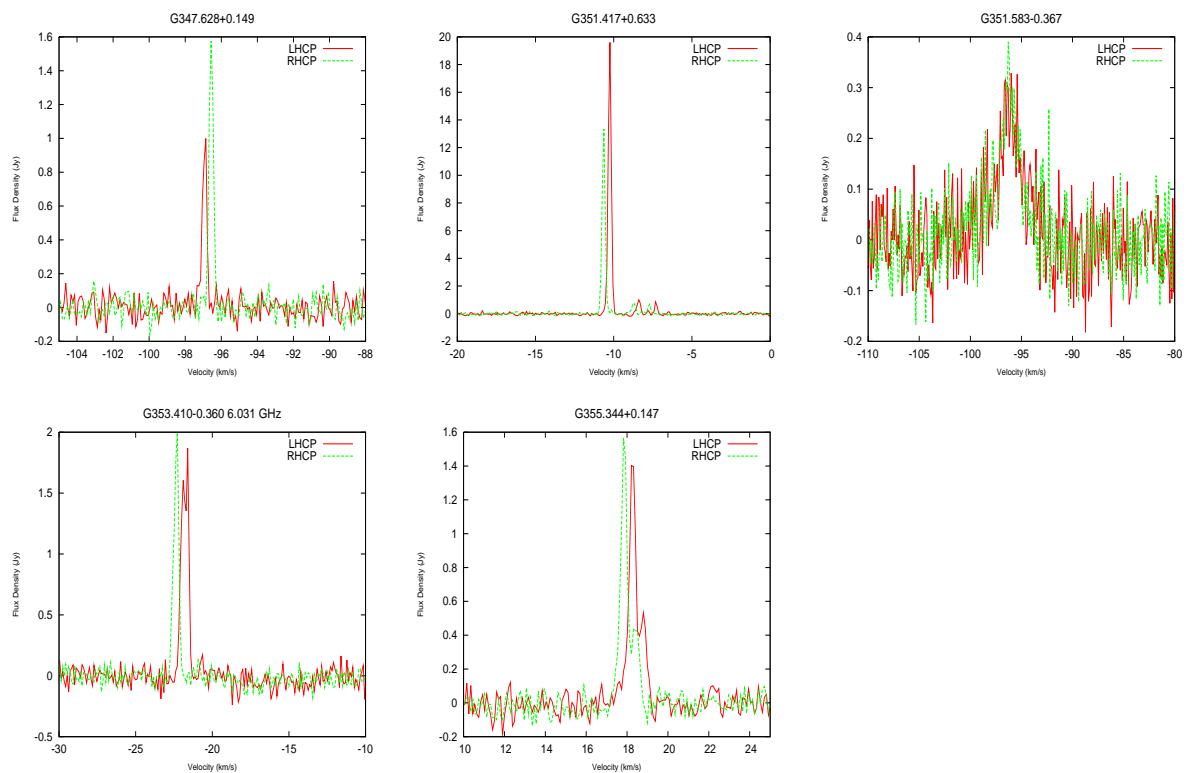 G347.628+0.149
1.6
1.4
1.2
1
0.8
0.6
0.4
0.2
0
-0.2
-104 -102 -100 -98 -96 -94 -92 -90 -88
Flux Density (Jy)
Velocity (km/s)
LHCP
RHCP
G351.417+0.633
20
18
16
14
12
10
8
6
4
2
0
-2
-20 -15 -10 -5 0
Flux Density (Jy)
Velocity (km/s)
LHCP
RHCP
G351.583-0.367
0.4
0.3
0.2
0.1
0
-0.1
-0.2
-110 -105 -100 -95 -90 -85 -80
Flux Density (Jy)
Velocity (km/s)
LHCP
RHCP
G353.410-0.360 6.031 GHz
2
1.5
1
0.5
0
-0.5
-30 -25 -20 -15 -10
Flux Density (Jy)
Velocity (km/s)
LHCP
RHCP
G355.344+0.147
1.6
1.4
1.2
1
0.8
0.6
0.4
0.2
0
-0.2
10 12 14 16 18 20 22 24
Flux Density (Jy)
Velocity (km/s)
LHCP
RHCP